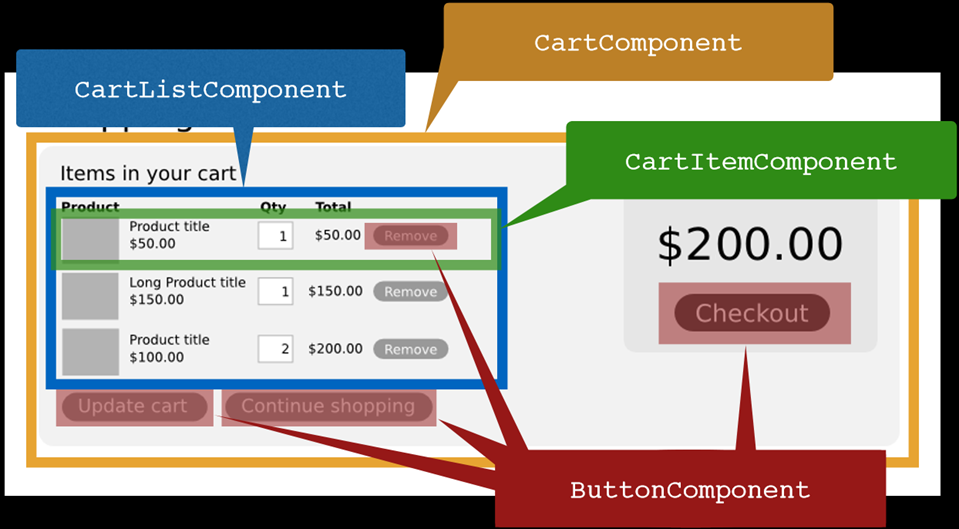 CartComponent
CartListComponent
CartItemComponent
Items in your cart
Product Qty Total
Product title
$50.00
1 $50.00 Remove
Long Product title
$150.00
1 $150.00 Remove
Product title
$100.00
2 $200.00 Remove
Update cart Continue shopping
$200.00
Checkout
ButtonComponent